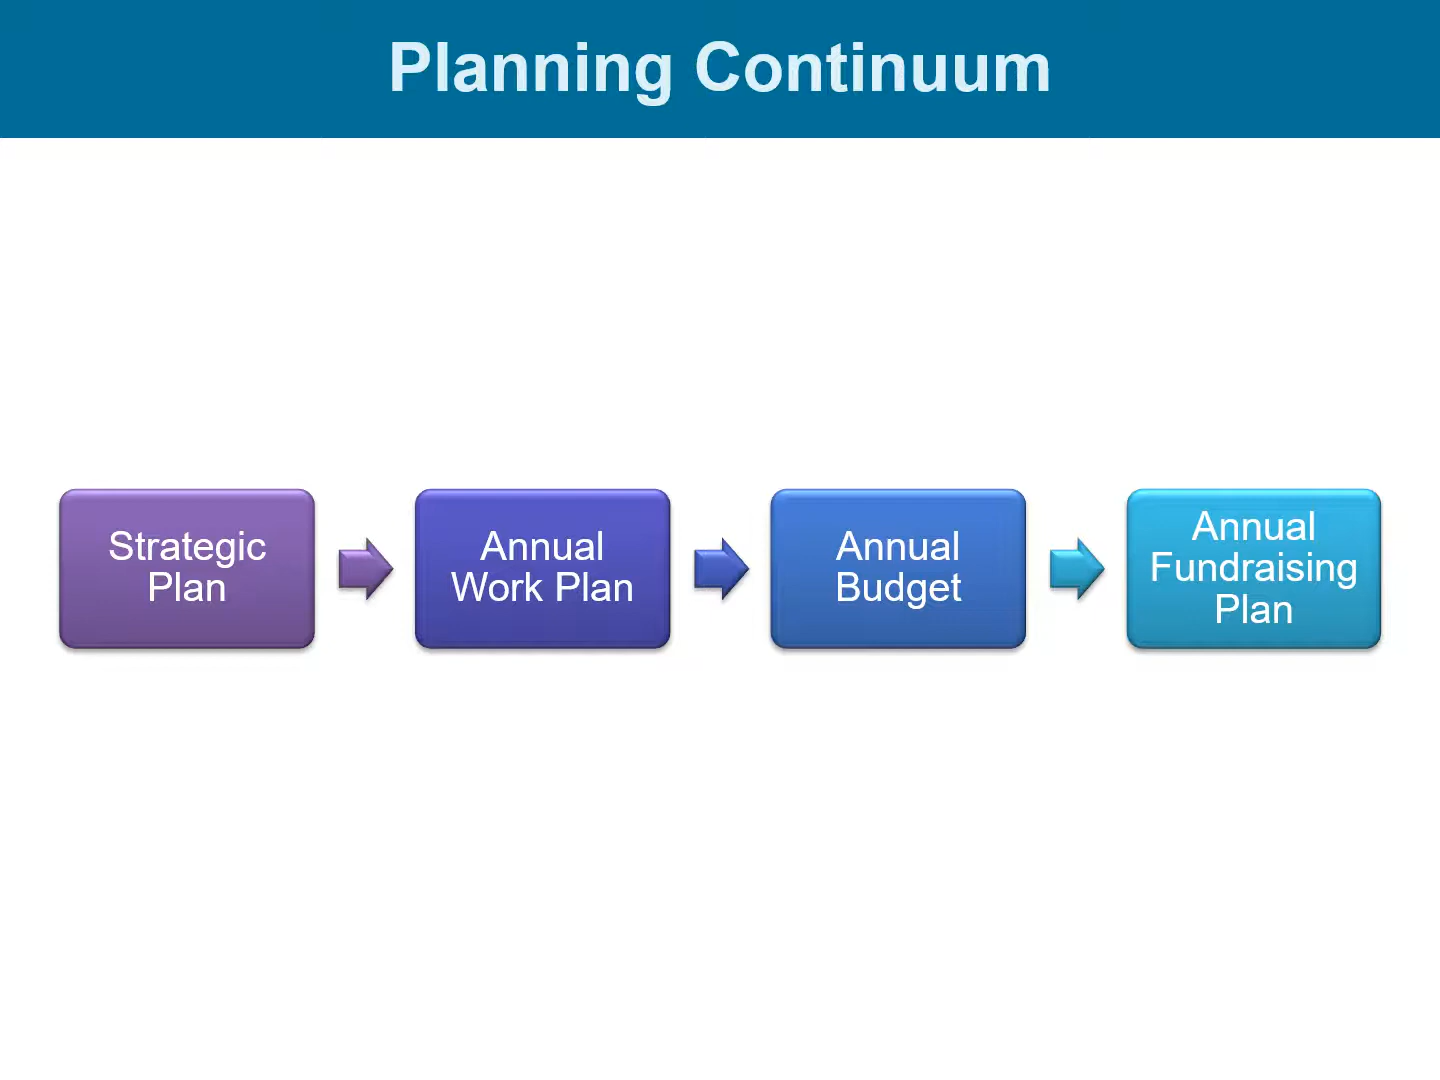 Planning Continuum
Strategic
Plan
Annual
Work Plan
Annual
Budget
Annual
Fundraising
Plan